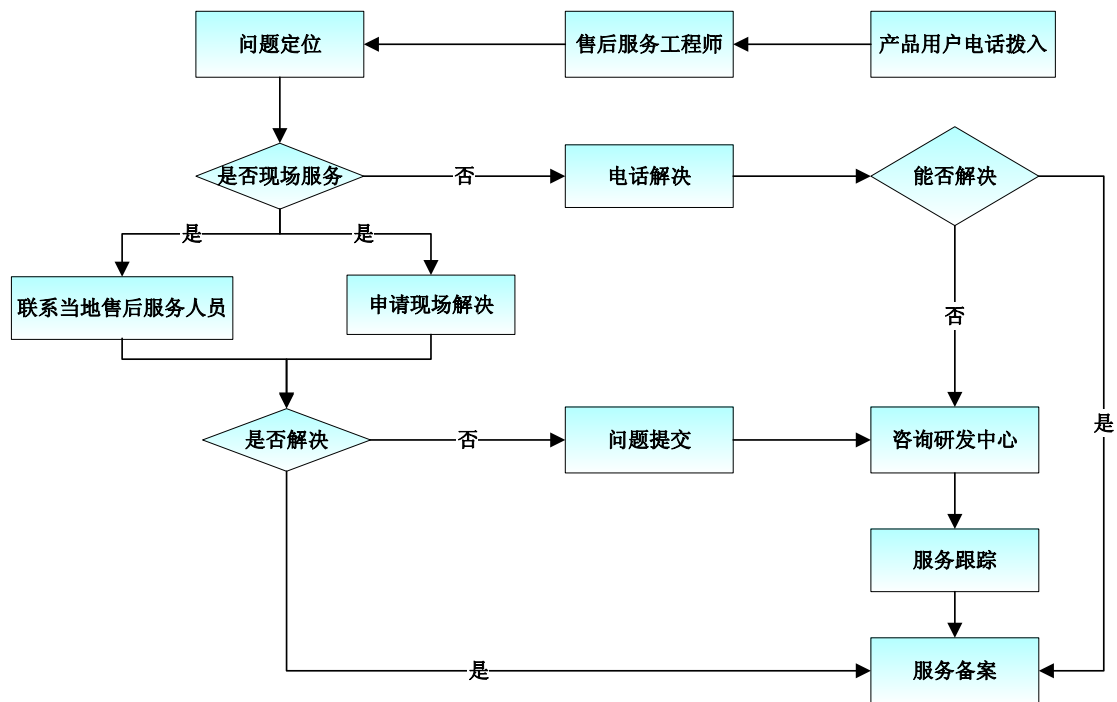 问题定位
售后服务工程师
产品用户电话拨入
是否现场服务
否
电话解决
能否解决
是
是
联系当地售后服务人员
申请现场解决
否
是
是否解决
否
问题提交
咨询研发中心
服务跟踪
是
服务备案